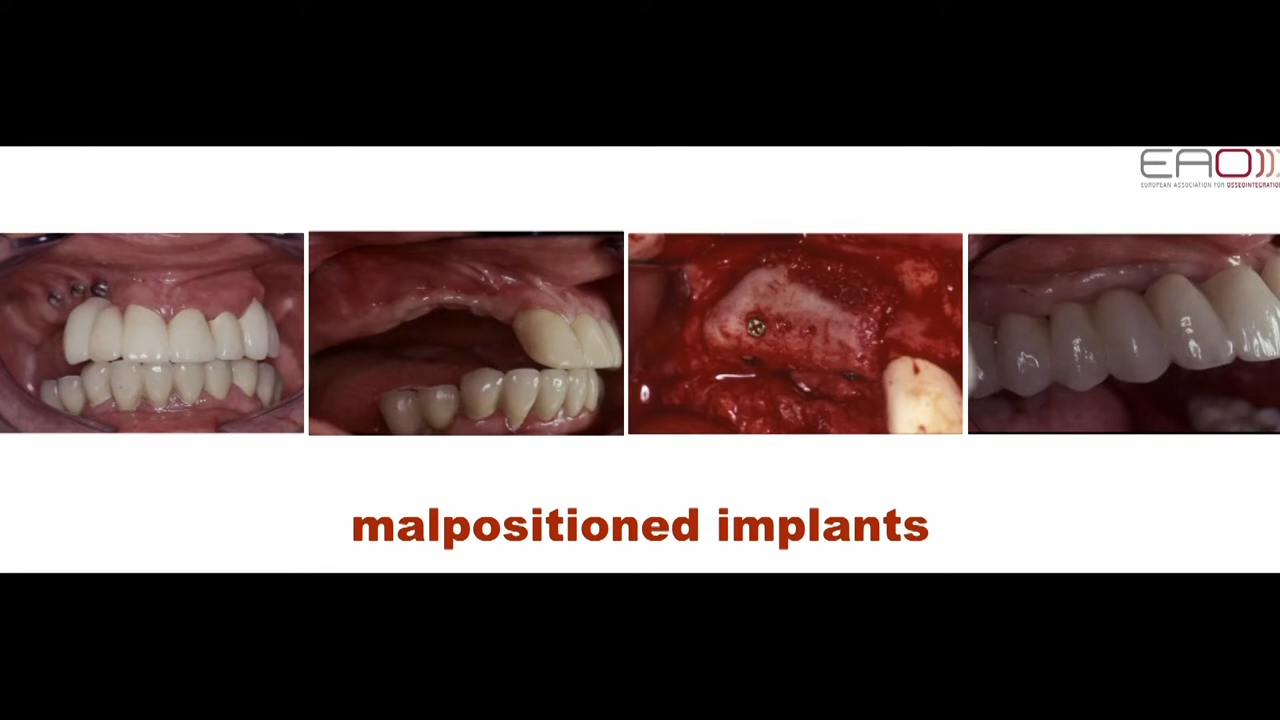 EAO
EUROPEAN ASSOCIATION FOR OSSEOINTEGRATION
malpositioned implants